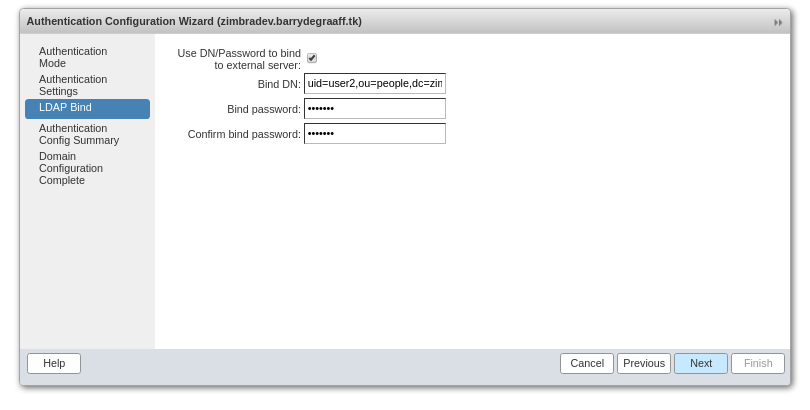 Authentication Configuration Wizard (zimbradev.barrydegraaff.tk)
Authentication
Mode
Authentication
Settings
LDAP Bind
Authentication
Config Summary
Domain
Configuration
Complete
Use DN/Password to bind
to external server:
Bind DN: uid=user2,ou=people,dc=zin
Bind password: •••••••
Confirm bind password: •••••••
Help Cancel Previous Next Finish